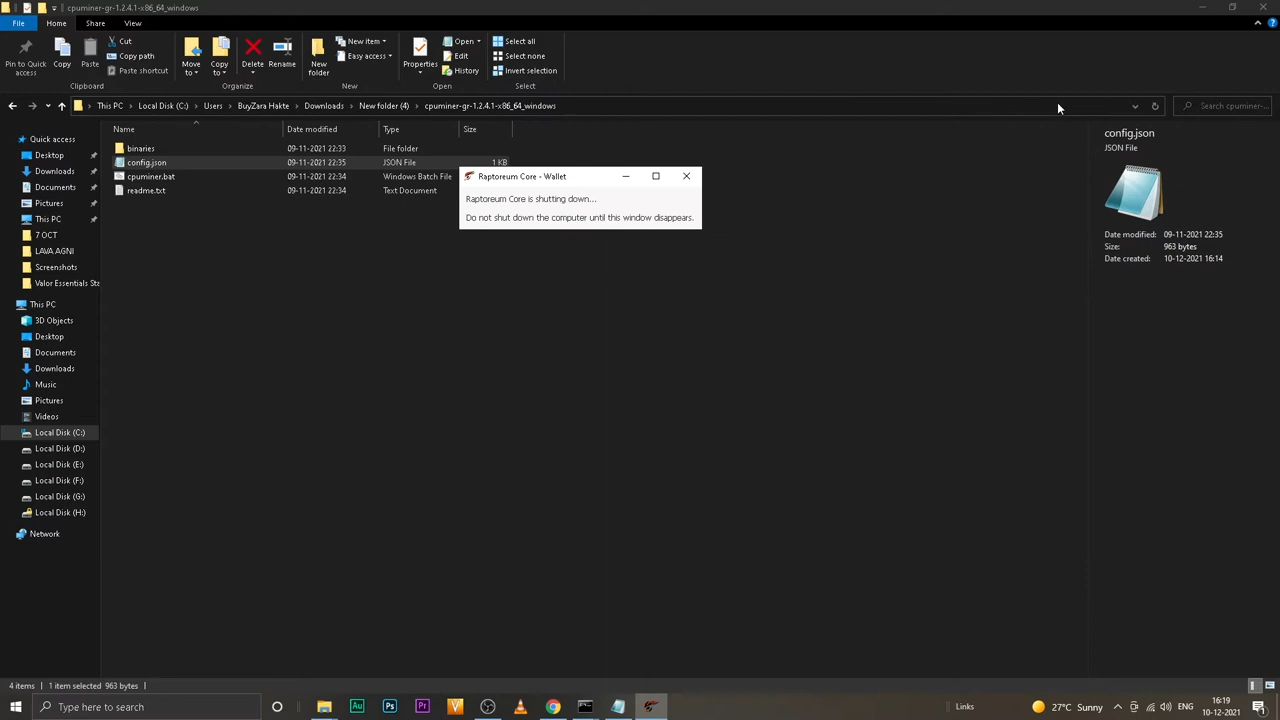 cpuminer-gr-1.2.4.1-x86_64_windows
File Home Share View
Pin to Quick access
Copy
Paste
Cut
Copy path
Paste shortcut
Move to
Copy to
Delete
Rename
New folder
New item
Easy access
Properties
Open
Edit
History
Select all
Select none
Invert selection
Clipboard Organize New Open Select
This PC Local Disk (C:) Users BuyZara Hakte Downloads New folder (4) cpuminer-gr-1.2.4.1-x86_64_windows
Search cpuminer-...
Name Date modified Type Size
binaries 09-11-2021 22:33 File folder
config.json 09-11-2021 22:35 JSON File 1 KB
cpuminer.bat 09-11-2021 22:34 Windows Batch File
readme.txt 09-11-2021 22:34 Text Document
Quick access
Desktop
Downloads
Documents
Pictures
This PC
7 OCT
LAVA AGNI
Screenshots
Valor Essentials Sta
This PC
3D Objects
Desktop
Documents
Downloads
Music
Pictures
Videos
Local Disk (C:)
Local Disk (D:)
Local Disk (E:)
Local Disk (F:)
Local Disk (G:)
Local Disk (H:)
Network
Raptoreum Core - Wallet
Raptoreum Core is shutting down...
Do not shut down the computer until this window disappears.
config.json
JSON File
Date modified: 09-11-2021 22:35
Size: 963 bytes
Date created: 10-12-2021 16:14
4 items 1 item selected 963 bytes
Type here to search
Au Ps Pr V
Links
27°C Sunny
ENG
16:19
10-12-2021